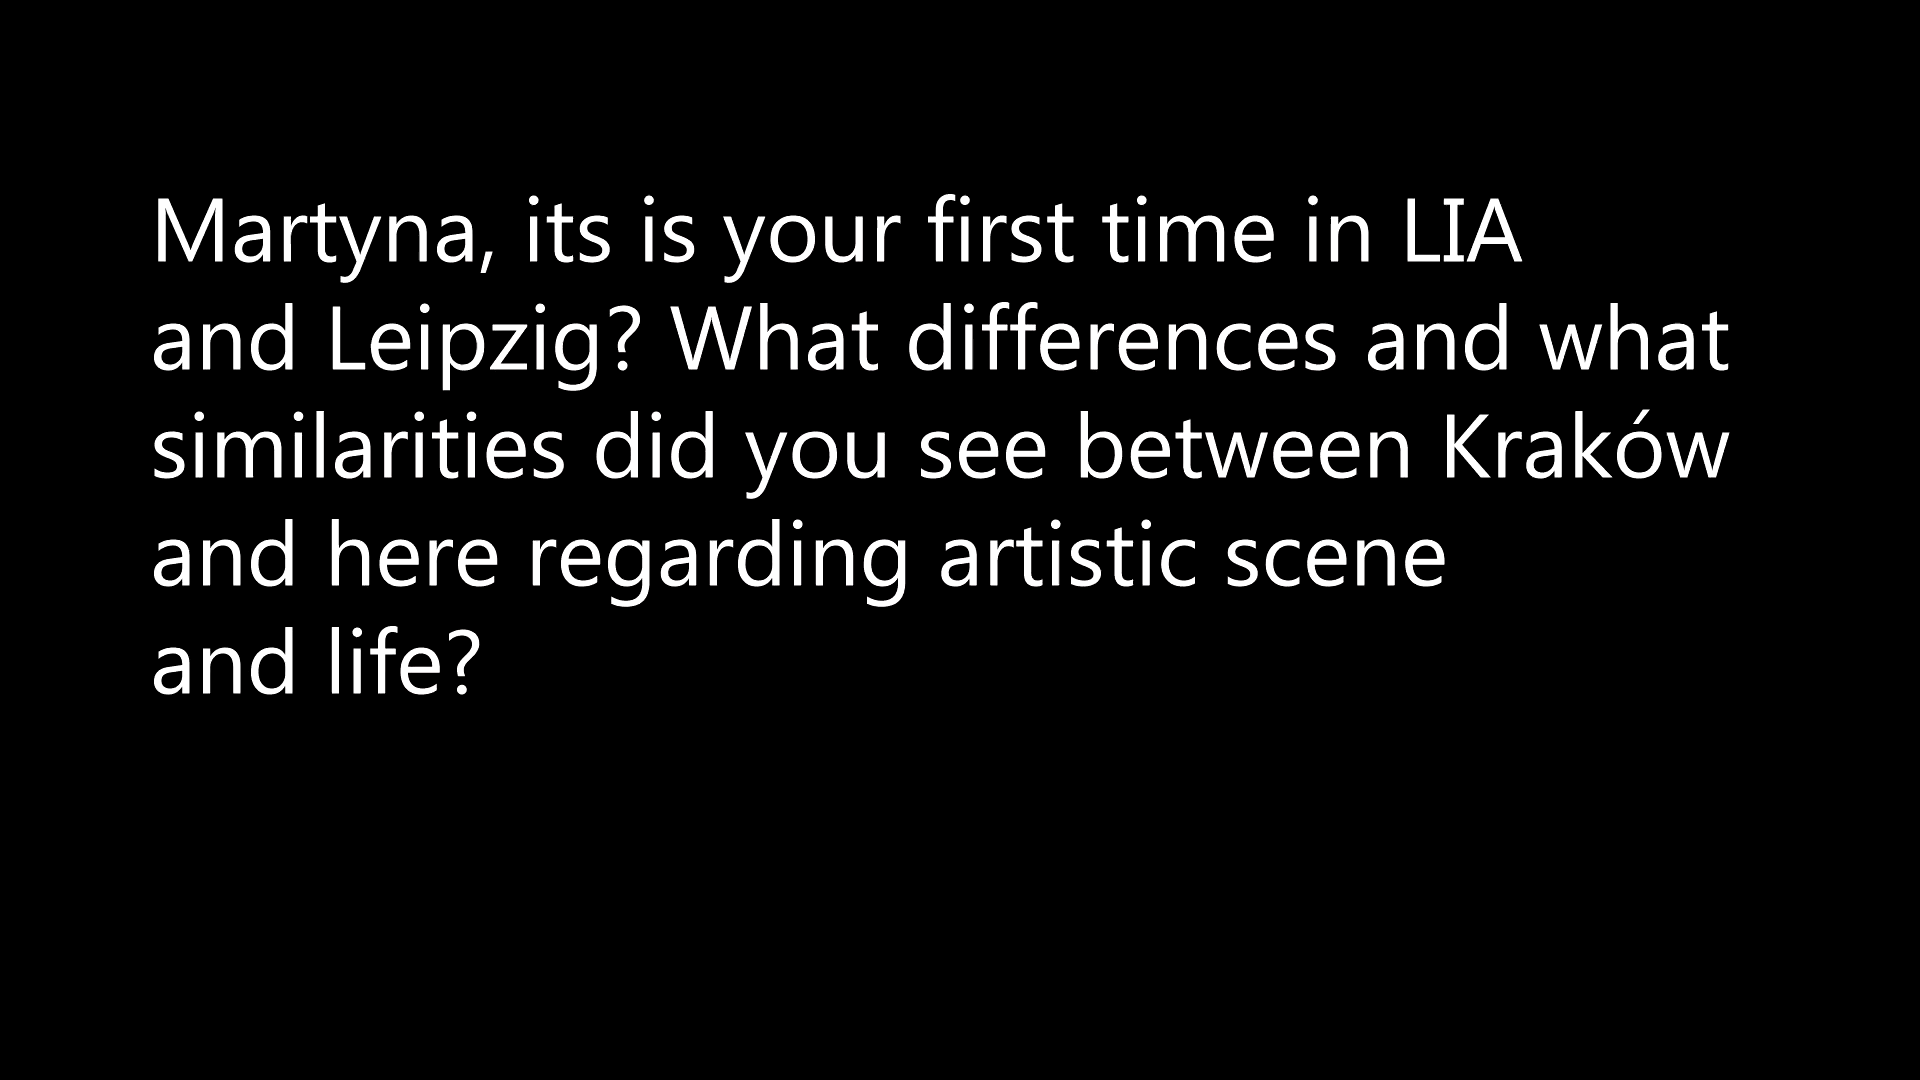 Martyna, its is your first time in LIA
and Leipzig? What differences and what
similarities did you see between Kraków
and here regarding artistic scene
and life?